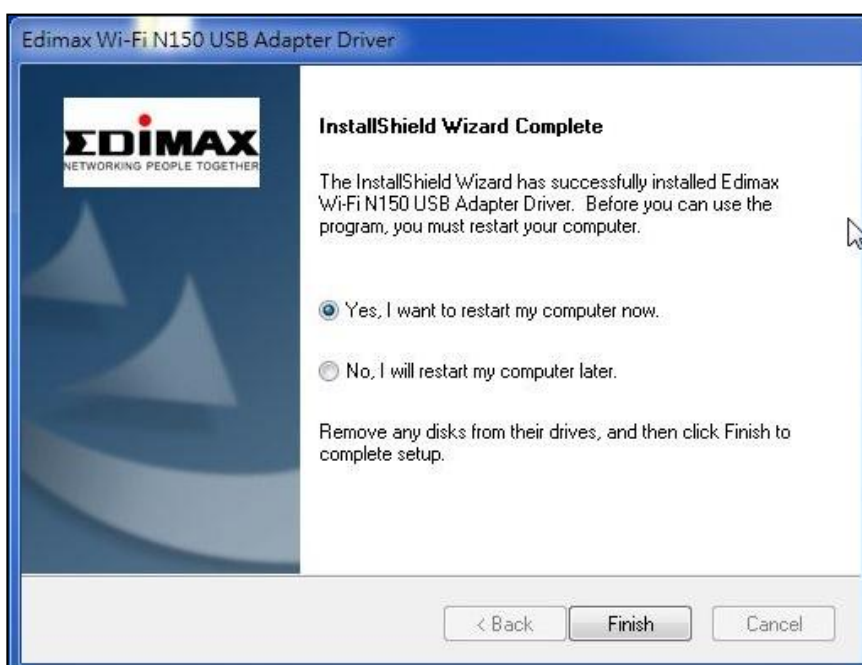 Edimax Wi-Fi N150 USB Adapter Driver
EDIMAX
NETWORKING PEOPLE TOGETHER
InstallShield Wizard Complete
The InstallShield Wizard has successfully installed Edimax
Wi-Fi N150 USB Adapter Driver. Before you can use the
program, you must restart your computer.
Yes, I want to restart my computer now.
No, I will restart my computer later.
Remove any disks from their drives, and then click Finish to
complete setup.
< Back
Finish
Cancel